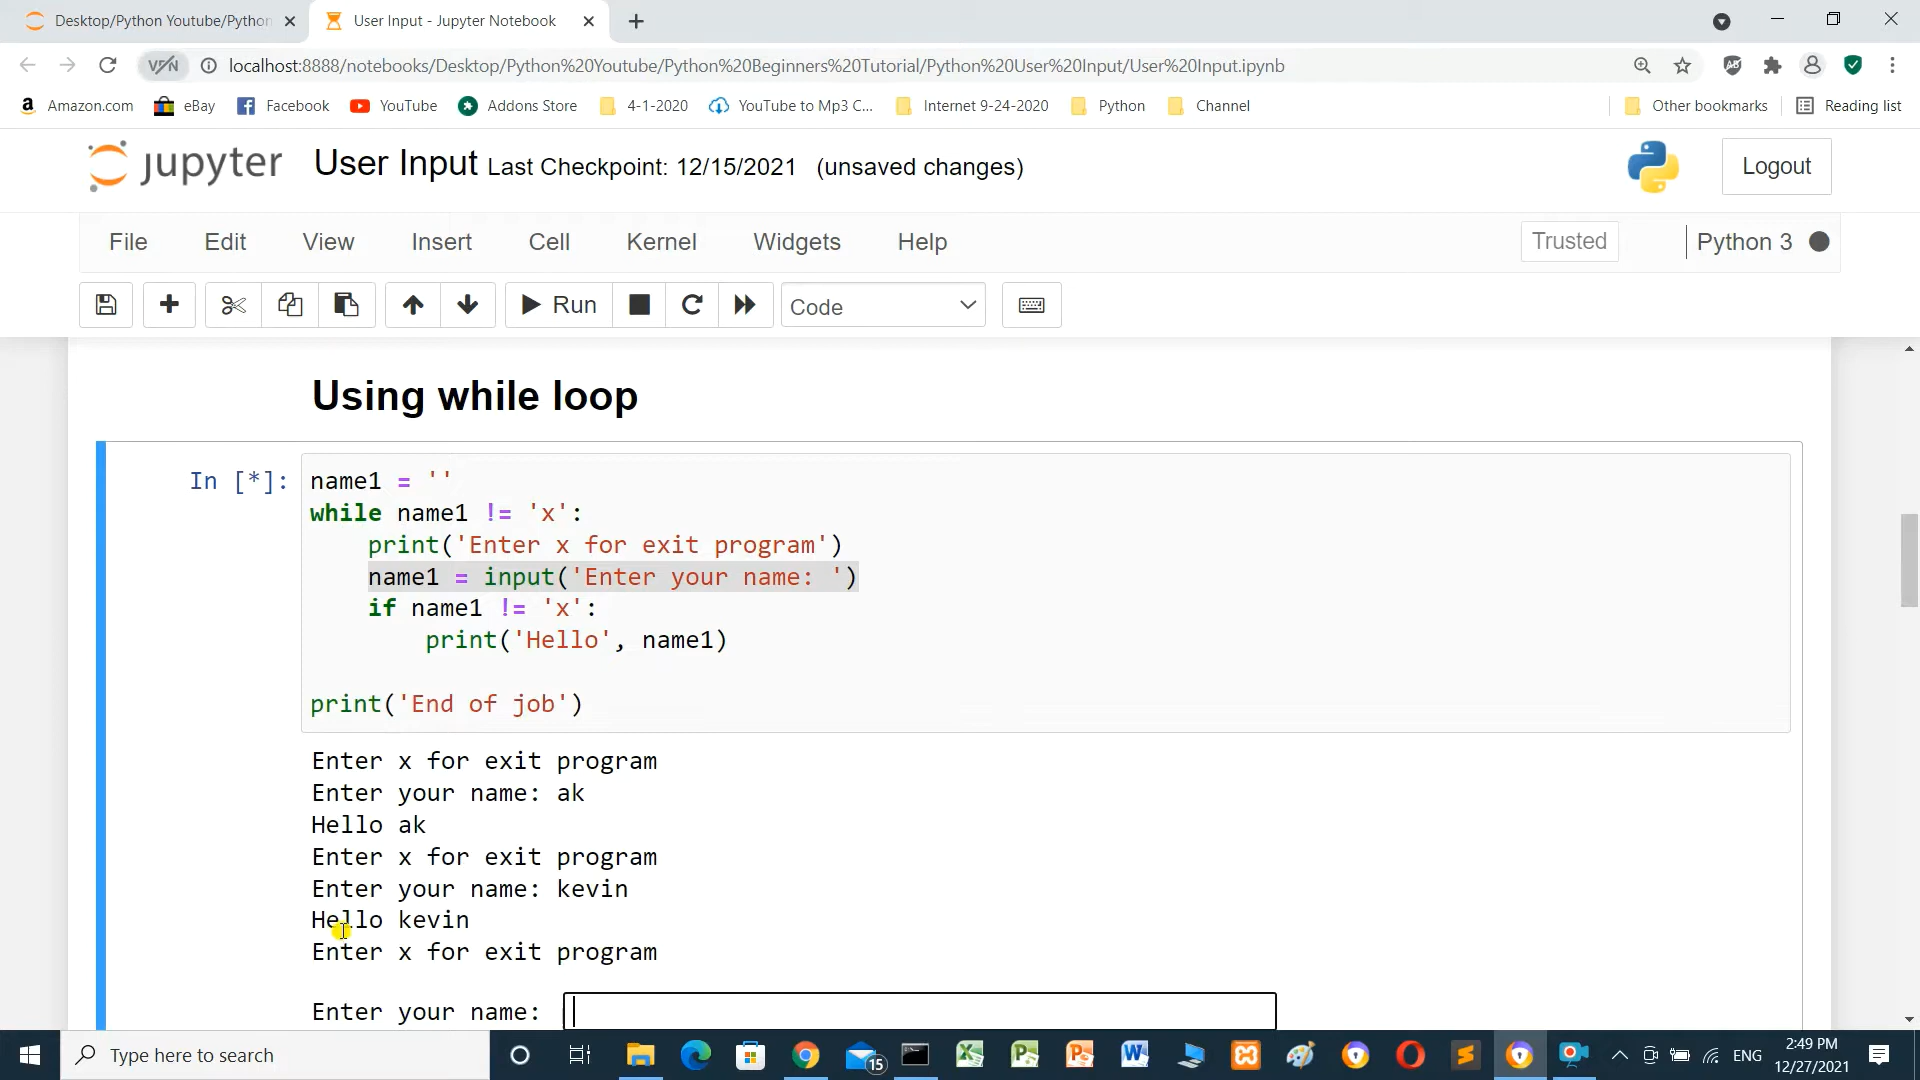 Desktop/Python Youtube/Python
User Input - Jupyter Notebook
VPN
localhost:8888/notebooks/Desktop/Python%20Youtube/Python%20Beginners%20Tutorial/Python%20User%20Input/User%20Input.ipynb
Amazon.com eBay Facebook YouTube Addons Store 4-1-2020 YouTube to Mp3 C... Internet 9-24-2020 Python Channel Other bookmarks Reading list
jupyter User Input Last Checkpoint: 12/15/2021 (unsaved changes) Logout
File Edit View Insert Cell Kernel Widgets Help Trusted Python 3
Run Code
Using while loop
In [*]: name1 = ''
while name1 != 'x':
print('Enter x for exit program')
name1 = input('Enter your name: ')
if name1 != 'x':
print('Hello', name1)
print('End of job')
Enter x for exit program
Enter your name: ak
Hello ak
Enter x for exit program
Enter your name: kevin
Hello kevin
Enter x for exit program
Enter your name:
Type here to search
15
ENG
2:49 PM
12/27/2021